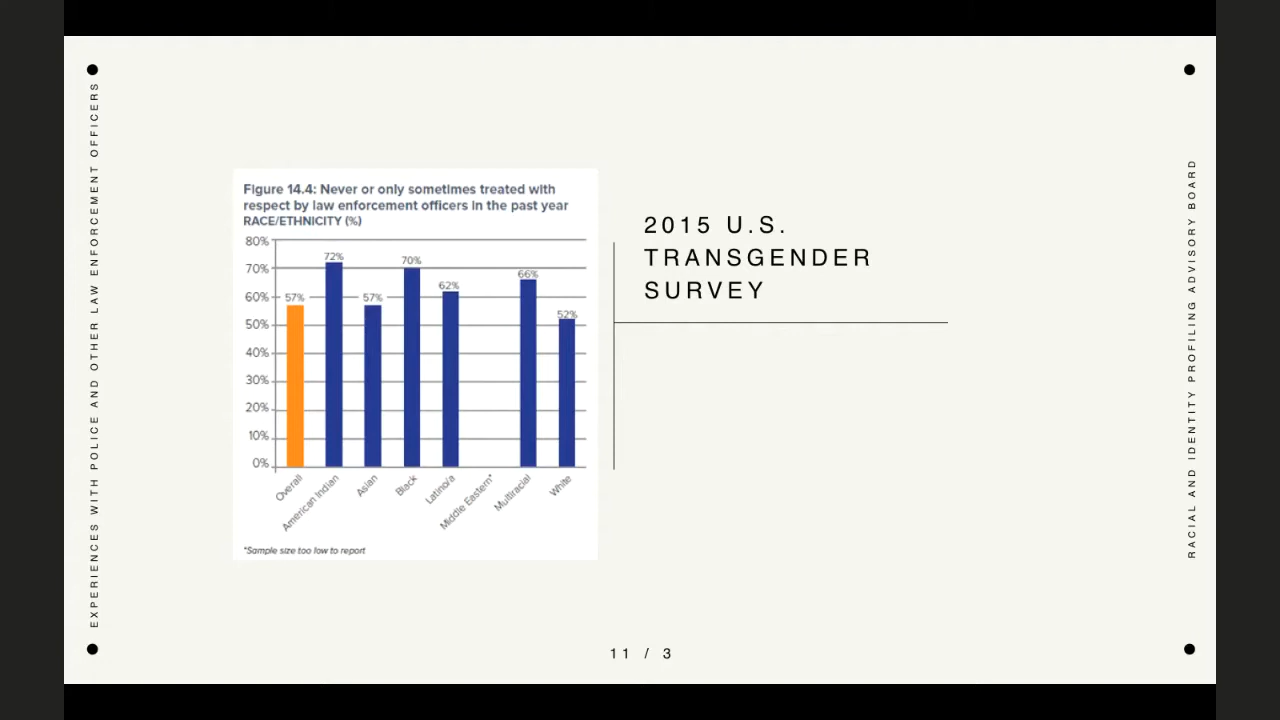 EXPERIENCES WITH POLICE AND OTHER LAW ENFORCEMENT OFFICERS
Figure 14.4: Never or only sometimes treated with
respect by law enforcement officers in the past year
RACE/ETHNICITY (%)
80%
70%
60%
50%
40%
30%
20%
10%
0%
57%
72%
57%
70%
62%
66%
52%
Overall
American Indian
Asian
Black
Latino/a
Middle Eastern*
Multiracial
White
*Sample size too low to report
2015 U.S.
TRANSGENDER
SURVEY
RACIAL AND IDENTITY PROFILING ADVISORY BOARD
11 / 3